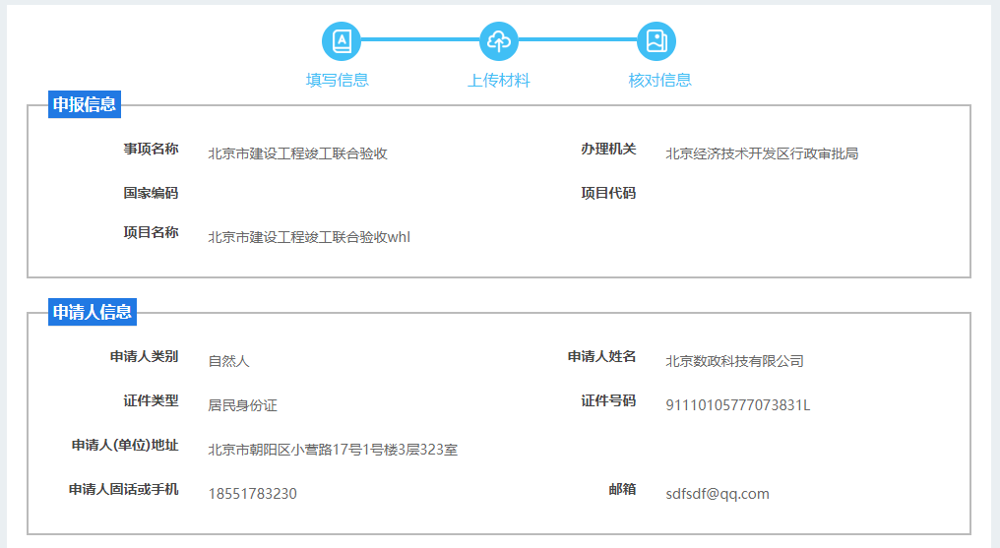 填写信息 上传材料 核对信息
申报信息
事项名称 北京市建设工程竣工联合验收 办理机关 北京经济技术开发区行政审批局
国家编码 项目代码
项目名称 北京市建设工程竣工联合验收whl
申请人信息
申请人类别 自然人 申请人姓名 北京数政科技有限公司
证件类型 居民身份证 证件号码 91110105777073831L
申请人(单位)地址 北京市朝阳区小营路17号1号楼3层323室
申请人固话或手机 18551783230 邮箱 sdfsdf@qq.com